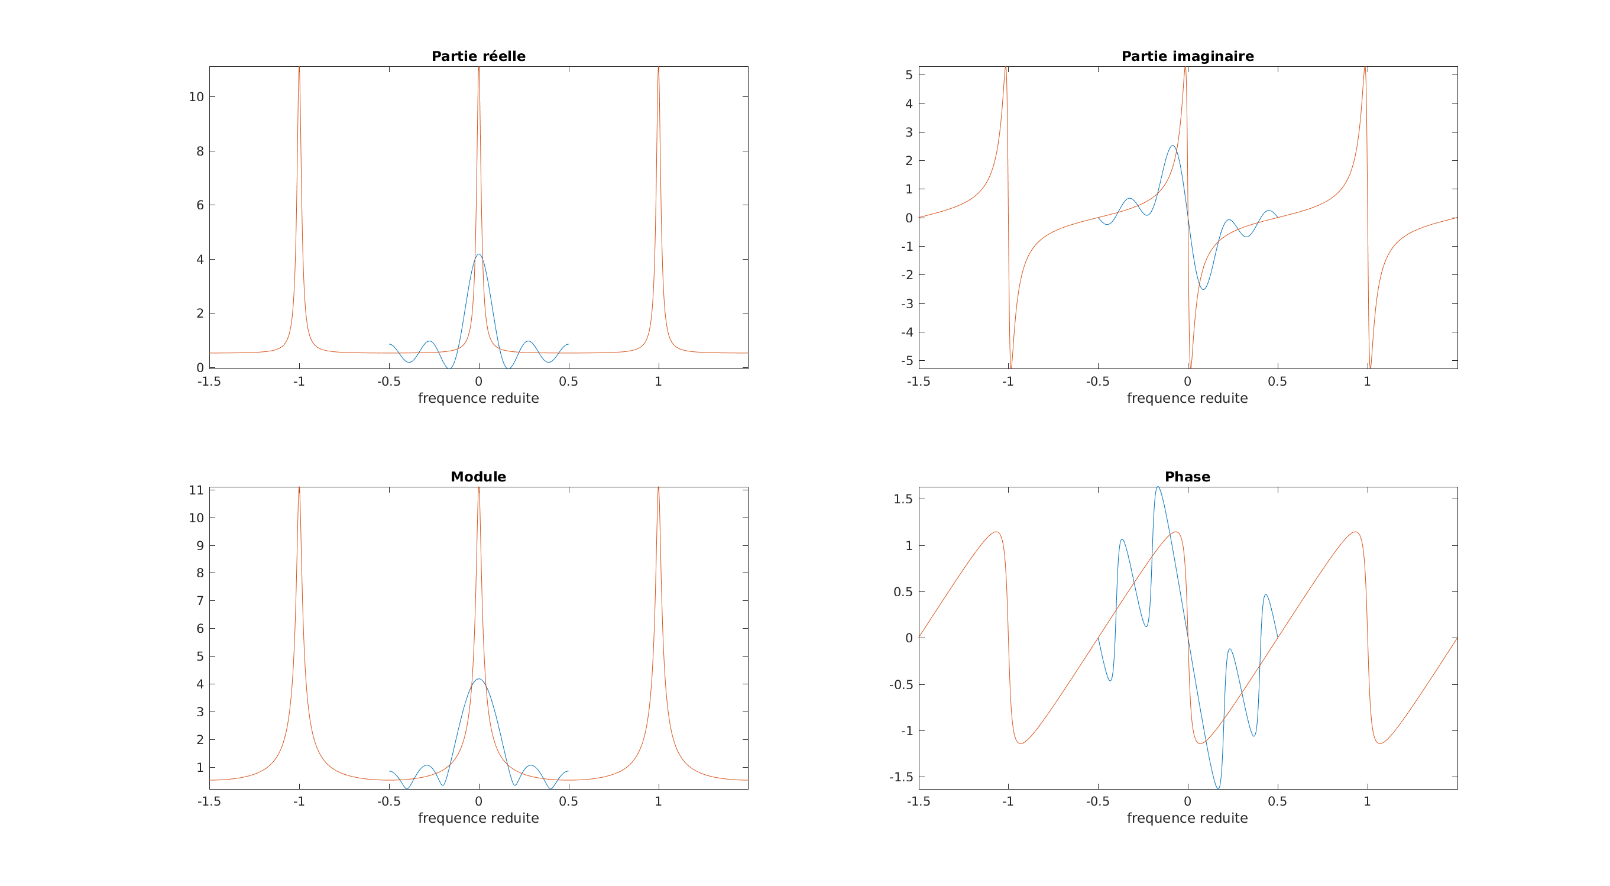 Partie réelle
10
8
6
4
2
0
-1.5 -1 -0.5 0 0.5 1
frequence reduite
Partie imaginaire
5
4
3
2
1
0
-1
-2
-3
-4
-5
-1.5 -1 -0.5 0 0.5 1
frequence reduite
Module
11
10
9
8
7
6
5
4
3
2
1
-1.5 -1 -0.5 0 0.5 1
frequence reduite
Phase
1.5
1
0.5
0
-0.5
-1
-1.5
-1.5 -1 -0.5 0 0.5 1
frequence reduite